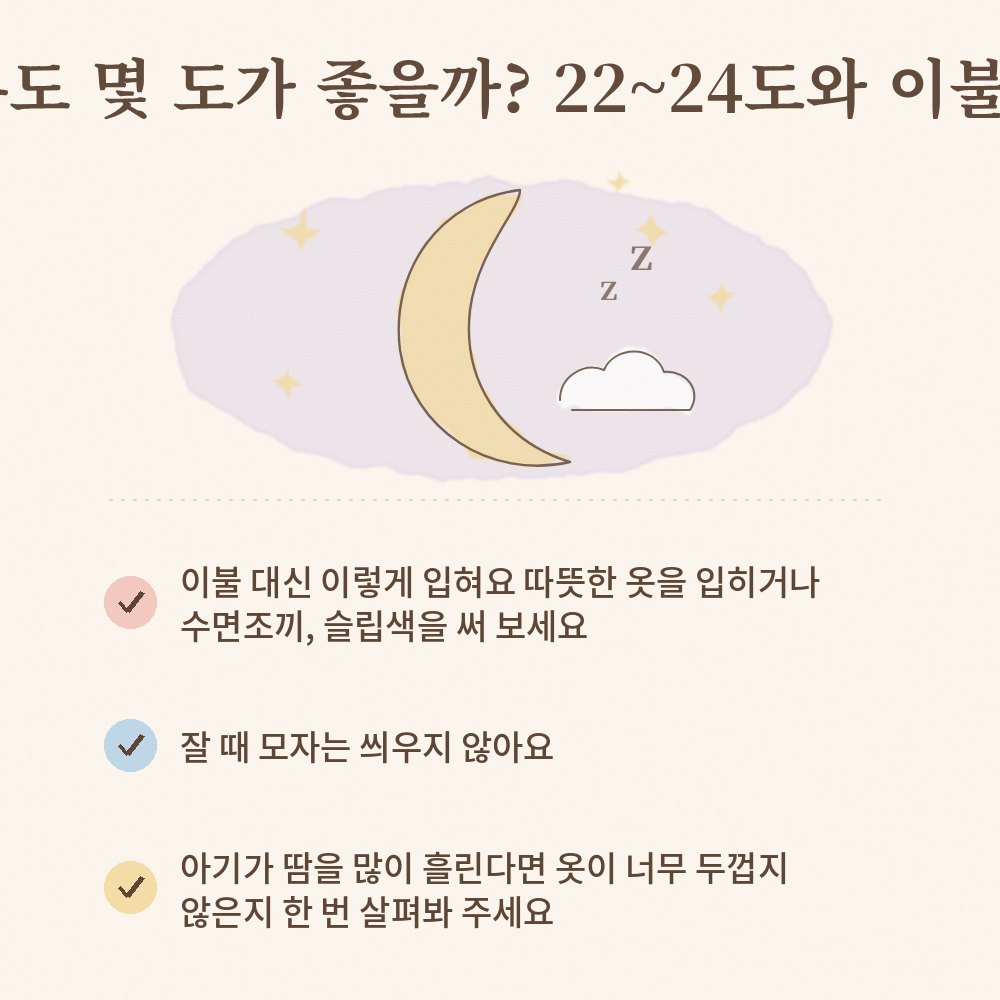 도 몇 도가 좋을까? 22~24도와 이불
Z
z
이불 대신 이렇게 입혀요 따뜻한 옷을 입히거나
수면조끼, 슬립색을 써 보세요
잘 때 모자는 씌우지 않아요
아기가 땀을 많이 흘린다면 옷이 너무 두껍지
않은지 한 번 살펴봐 주세요